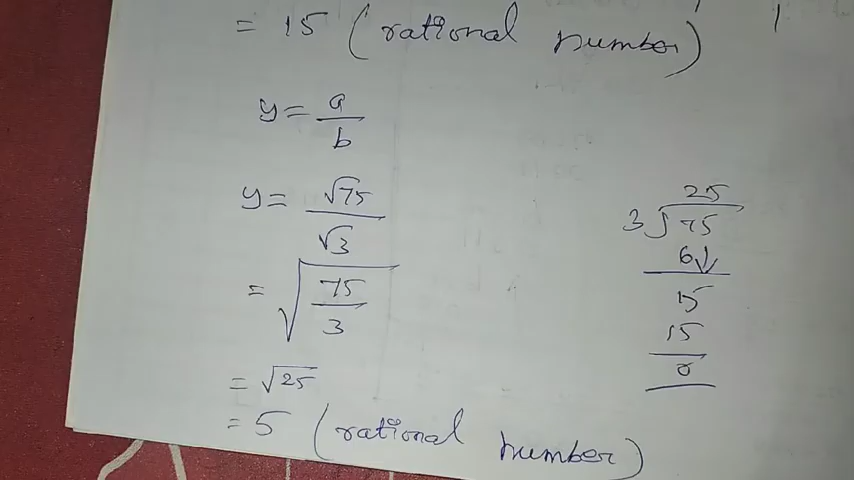 = 15 (rational number)
y = a/b
y = √75/√3
= √(75/3)
= √25
= 5 (rational number)
25
3⟌75
6↓
15
15
0